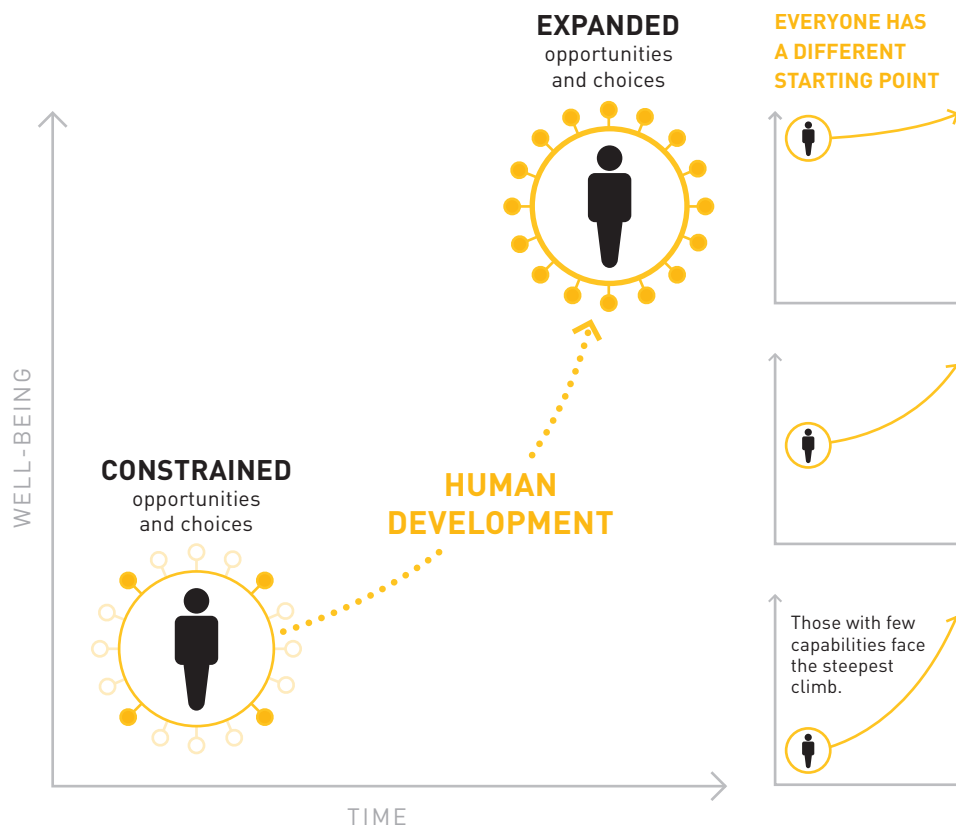 EXPANDED
opportunities
and choices
EVERYONE HAS
A DIFFERENT
STARTING POINT
WELL-BEING
CONSTRAINED
opportunities
and choices
HUMAN
DEVELOPMENT
Those with few
capabilities face
the steepest
climb.
TIME